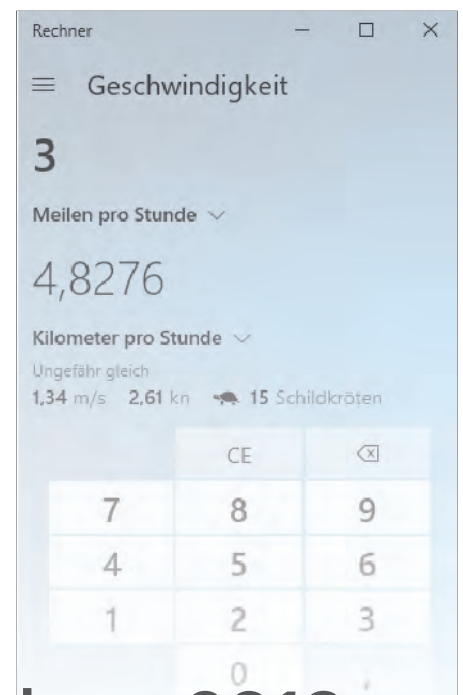 Rechner
Geschwindigkeit
3
Meilen pro Stunde
4,8276
Kilometer pro Stunde
Ungefähr gleich
1,34 m/s 2,61 kn 15 Schildkröten
CE
7 8 9
4 5 6
1 2 3
0 ,